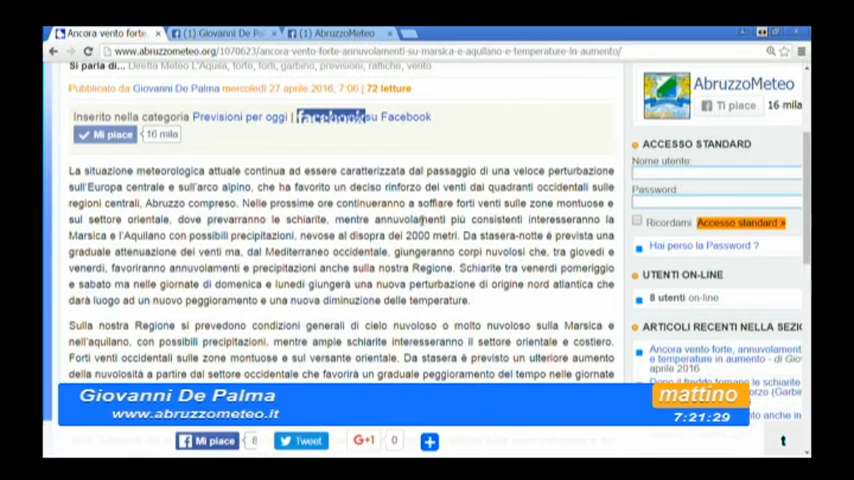 Ancora vento forte
(1) Giovanni De Pa
(1) AbruzzoMeteo
www.abruzzometeo.org/1070623/ancora-vento-forte-annuvolamenti-su-marsica-e-aquilano-e-temperature-in-aumento/
Si parla di... Diretta Meteo L'Aquila, forte, forti, garbino, previsioni, raffiche, vento
Pubblicato da Giovanni De Palma mercoledì 27 aprile 2016, 7:06 | 72 letture
Inserito nella categoria Previsioni per oggi | facebook su Facebook
Mi piace 16 mila
La situazione meteorologica attuale continua ad essere caratterizzata dal passaggio di una veloce perturbazione
sull'Europa centrale e sull'arco alpino, che ha favorito un deciso rinforzo dei venti dai quadranti occidentali sulle
regioni centrali, Abruzzo compreso. Nelle prossime ore continueranno a soffiare forti venti sulle zone montuose e
sul settore orientale, dove prevarranno le schiarite, mentre annuvolamenti più consistenti interesseranno la
Marsica e l'Aquilano con possibili precipitazioni, nevose al disopra dei 2000 metri. Da stasera-notte è prevista una
graduale attenuazione dei venti ma, dal Mediterraneo occidentale, giungeranno corpi nuvolosi che, tra giovedì e
venerdì, favoriranno annuvolamenti e precipitazioni anche sulla nostra Regione. Schiarite tra venerdì pomeriggio
e sabato ma nelle giornate di domenica e lunedì giungerà una nuova perturbazione di origine nord atlantica che
darà luogo ad un nuovo peggioramento e una nuova diminuzione delle temperature.
Sulla nostra Regione si prevedono condizioni generali di cielo nuvoloso o molto nuvoloso sulla Marsica e
nell'aquilano, con possibili precipitazioni, mentre ampie schiarite interesseranno il settore orientale e costiero.
Forti venti occidentali sulle zone montuose e sul versante orientale. Da stasera è previsto un ulteriore aumento
della nuvolosità a partire dal settore occidentale che favorirà un graduale peggioramento del tempo nelle giornate
AbruzzoMeteo
Ti piace 16 mila
ACCESSO STANDARD
Nome utente:
Password:
Ricordami Accesso standard »
Hai perso la Password ?
UTENTI ON-LINE
8 utenti on-line
ARTICOLI RECENTI NELLA SEZIO
Ancora vento forte, annuvolament
e temperature in aumento - di Giov
aprile 2016
Dopo il freddo tornano le schiarite
Giovanni De Palma
www.abruzzometeo.it
mattino
7:21:29
Mi piace 8
Tweet
G+1 0
t